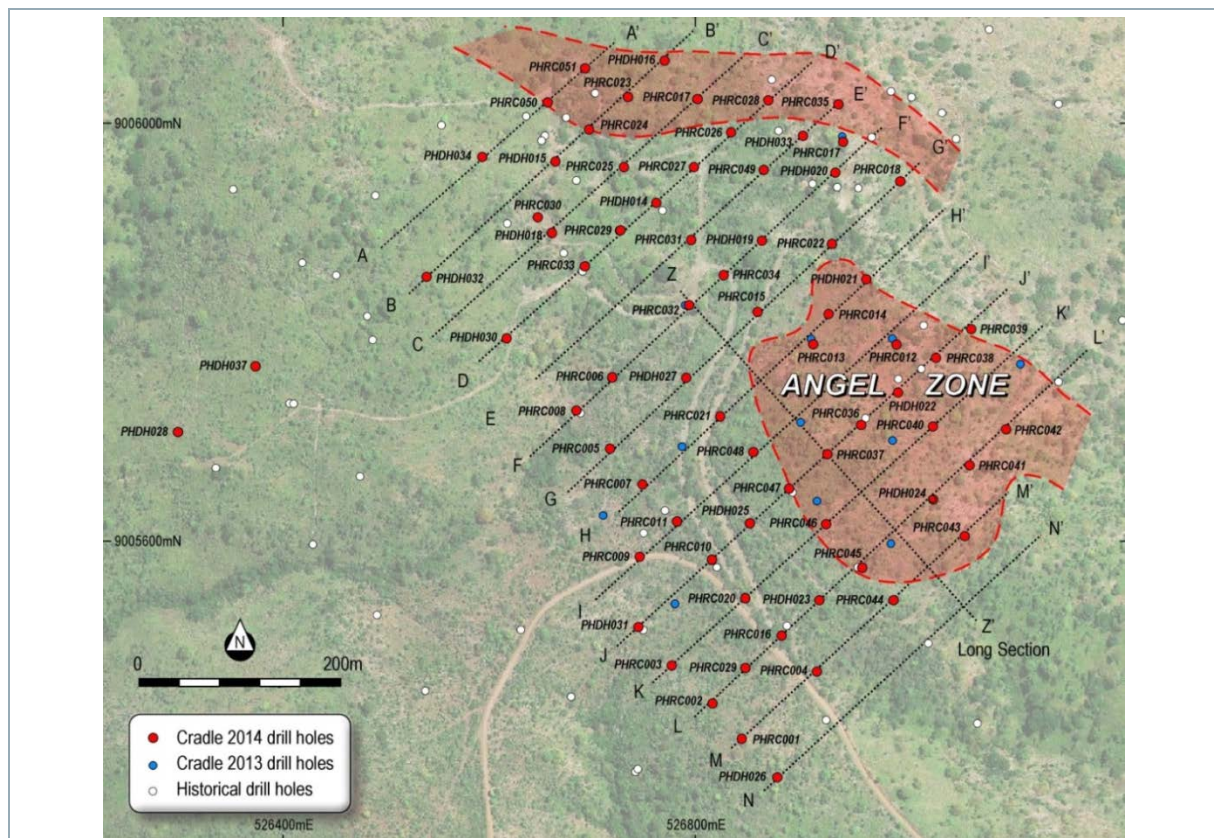 A'
B'
C'
D'
E'
F'
G'
H'
I'
J'
K'
L'
M'
N'
PHRC051
PHDH016
PHRC023
PHRC050
PHRC017
PHRC028
PHRC035
9006000mN
PHRC024
PHRC026
PHDH033
PHRC017
PHDH034
PHDH015
PHRC025
PHRC027
PHRC049
PHDH020
PHRC018
PHDH014
PHRC030
PHDH018
PHRC029
PHRC031
PHDH019
PHRC022
A
PHDH032
PHRC033
PHRC034
Z
PHDH021
B
PHRC032
PHRC015
PHRC014
C
PHDH030
PHRC013
PHRC012
PHRC039
PHRC038
PHDH037
D
PHRC006
PHDH027
ANGEL ZONE
PHDH022
E
PHRC008
PHRC021
PHRC036
PHRC040
PHRC042
PHDH028
F
PHRC005
PHRC048
PHRC037
PHRC041
G
PHRC007
PHRC047
PHDH024
H
PHRC011
PHDH025
PHRC046
PHRC043
9005600mN
PHRC009
PHRC010
PHRC045
I
PHRC020
PHDH023
PHRC044
PHDH031
J
PHRC016
Z'
Long Section
PHRC003
PHRC029
PHRC004
K
PHRC002
L
PHRC001
M
PHDH026
N
N
0
200m
Cradle 2014 drill holes
Cradle 2013 drill holes
Historical drill holes
526400mE
526800mE